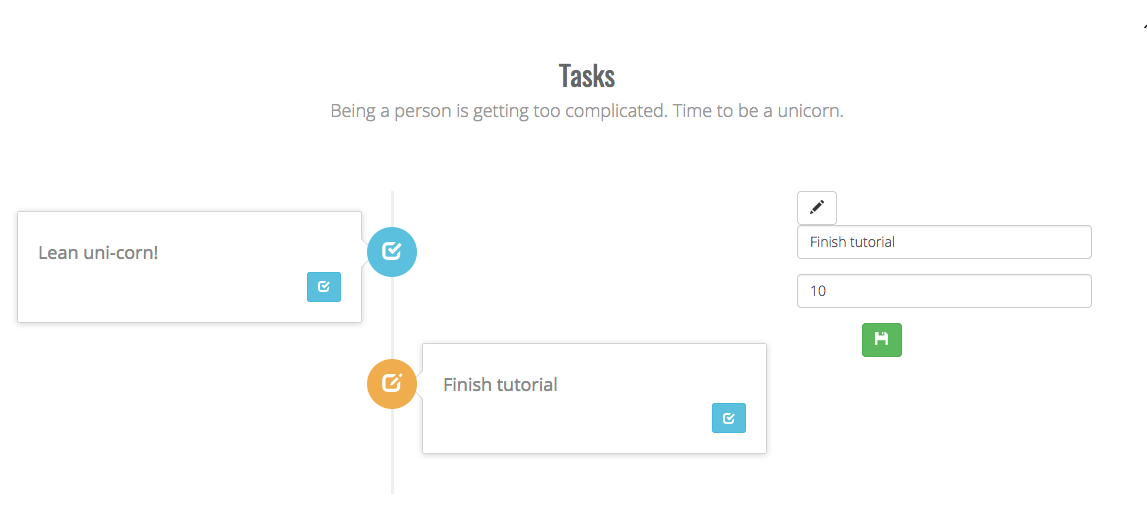 Tasks
Being a person is getting too complicated. Time to be a unicorn.
Lean uni-corn!
Finish tutorial
Finish tutorial
10